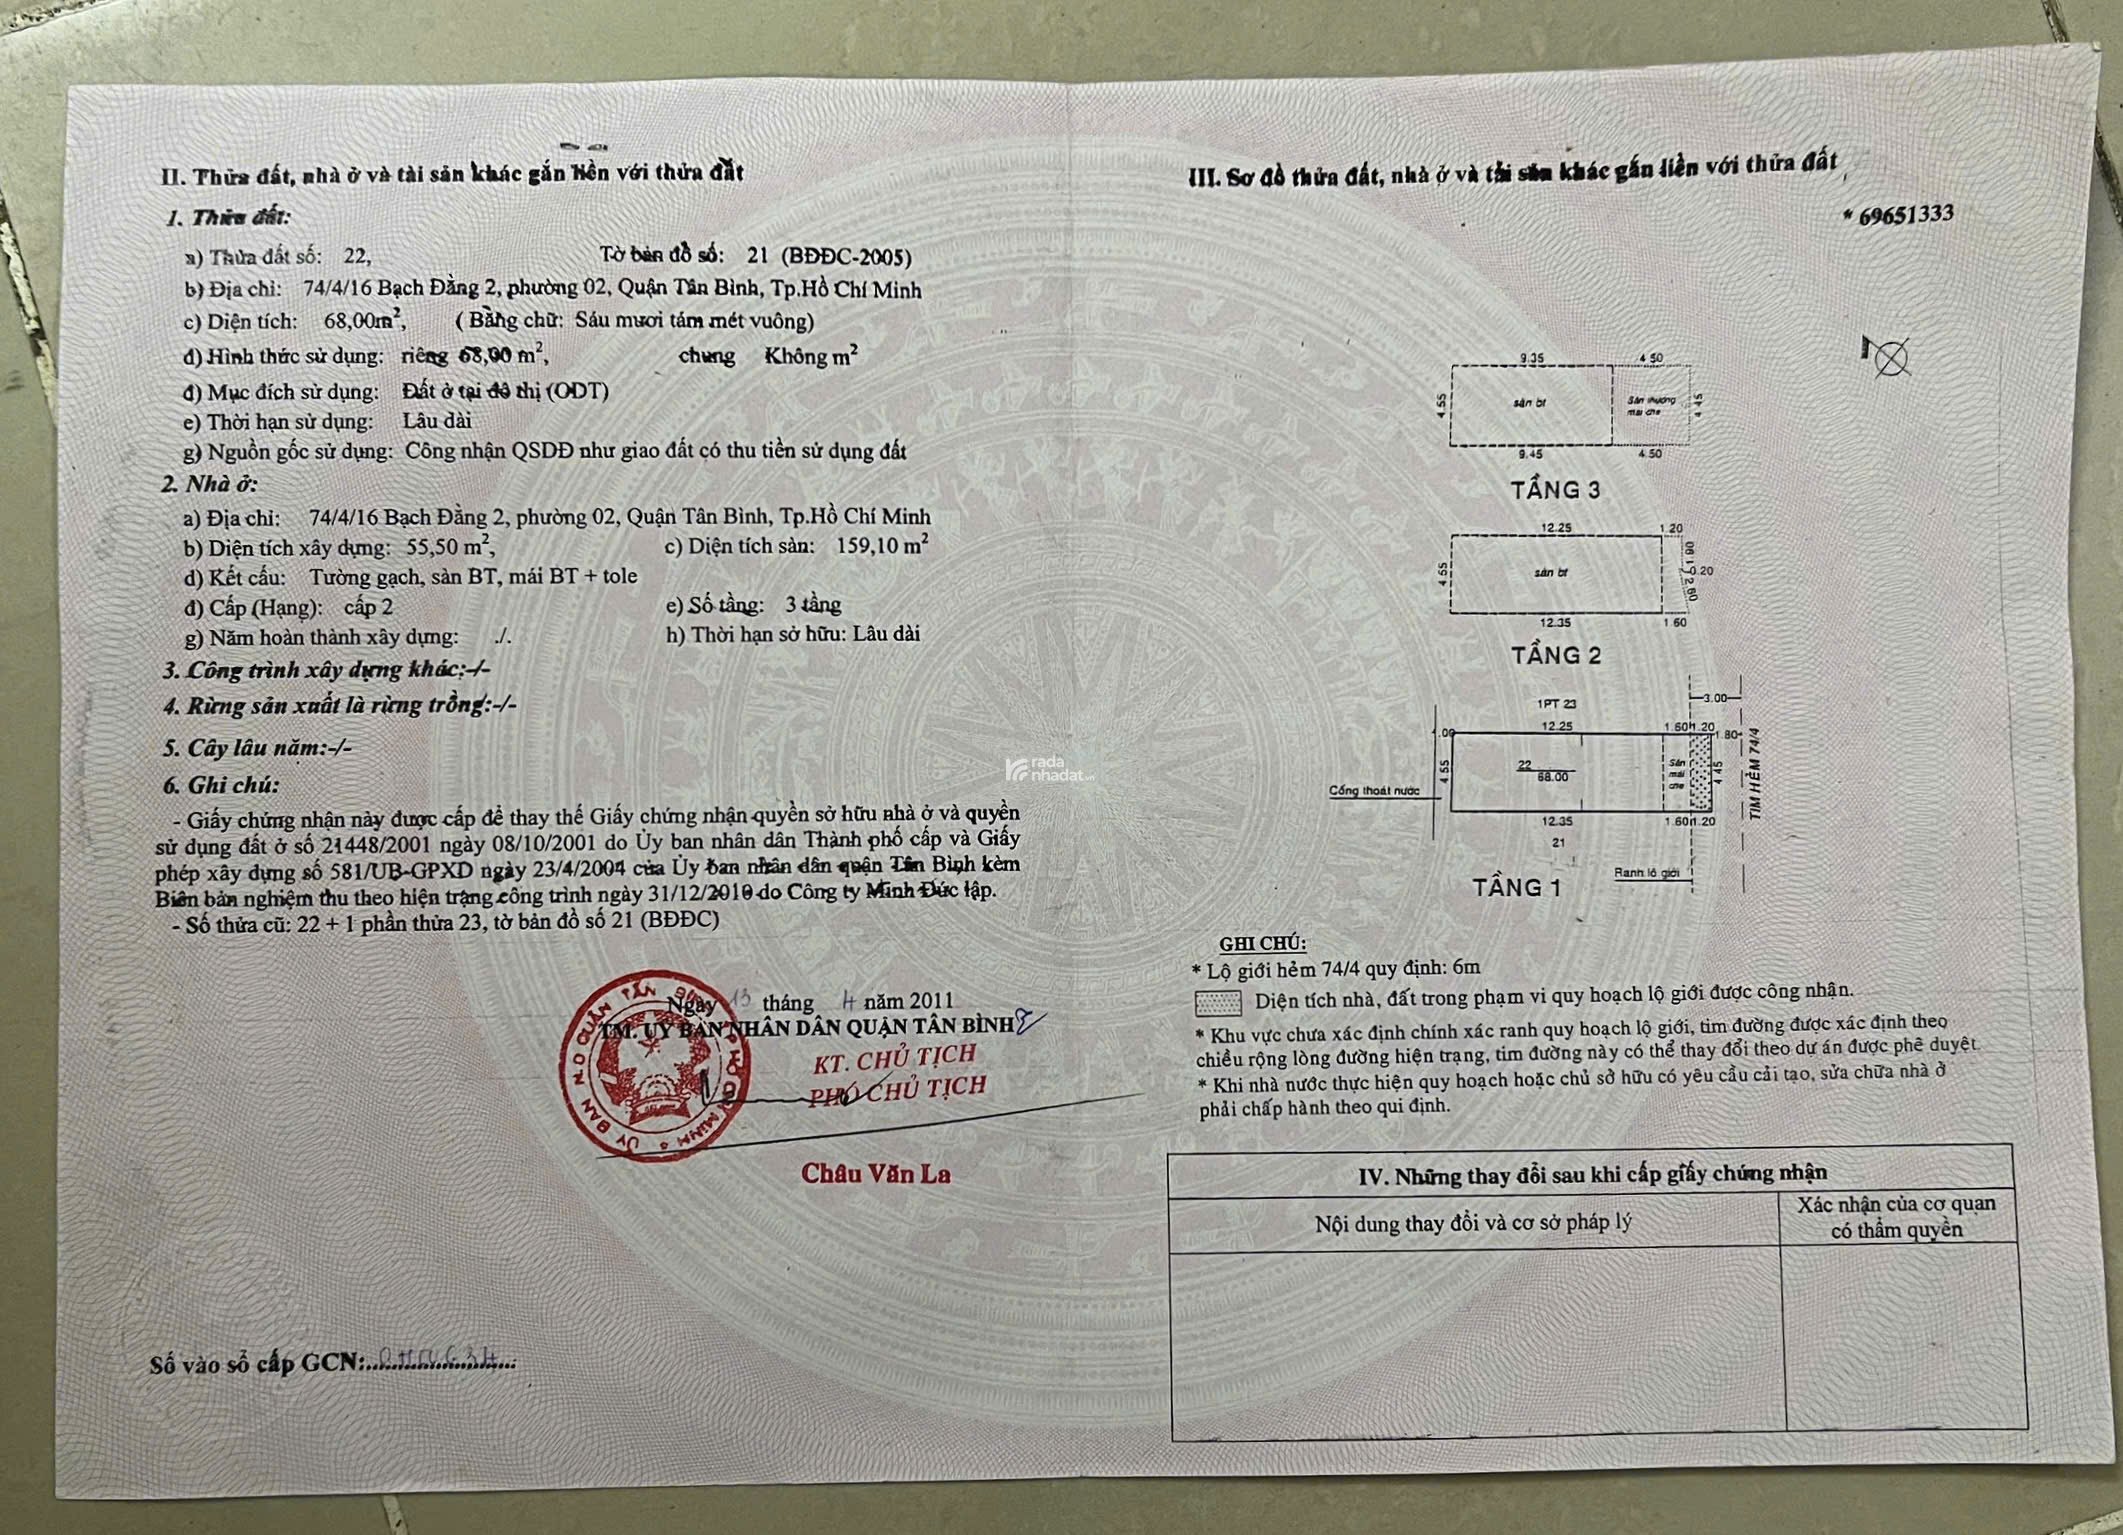 II. Thửa đất, nhà ở và tài sản khác gắn liền với thửa đất
1. Thửa đất:
a) Thửa đất số: 22, Tờ bản đồ số: 21 (BĐĐC-2005)
b) Địa chỉ: 74/4/16 Bạch Đằng 2, phường 02, Quận Tân Bình, Tp.Hồ Chí Minh
c) Diện tích: 68,00m², ( Bằng chữ: Sáu mươi tám mét vuông)
d) Hình thức sử dụng: riêng 68,00 m², chung Không m²
đ) Mục đích sử dụng: Đất ở tại đô thị (ODT)
e) Thời hạn sử dụng: Lâu dài
g) Nguồn gốc sử dụng: Công nhận QSDĐ như giao đất có thu tiền sử dụng đất
2. Nhà ở:
a) Địa chỉ: 74/4/16 Bạch Đằng 2, phường 02, Quận Tân Bình, Tp.Hồ Chí Minh
b) Diện tích xây dựng: 55,50 m², c) Diện tích sàn: 159,10 m²
d) Kết cấu: Tường gạch, sàn BT, mái BT + tole
đ) Cấp (Hạng): cấp 2 e) Số tầng: 3 tầng
g) Năm hoàn thành xây dựng: ./. h) Thời hạn sở hữu: Lâu dài
3. Công trình xây dựng khác:-/-
4. Rừng sản xuất là rừng trồng:-/-
5. Cây lâu năm:-/-
6. Ghi chú:
- Giấy chứng nhận này được cấp để thay thế Giấy chứng nhận quyền sở hữu nhà ở và quyền
sử dụng đất ở số 21448/2001 ngày 08/10/2001 do Ủy ban nhân dân Thành phố cấp và Giấy
phép xây dựng số 581/UB-GPXD ngày 23/4/2004 của Ủy ban nhân dân quận Tân Bình kèm
Biên bản nghiệm thu theo hiện trạng công trình ngày 31/12/2010 do Công ty Minh Đức lập.
- Số thửa cũ: 22 + 1 phần thửa 23, tờ bản đồ số 21 (BĐĐC)
Ngày 13 tháng 4 năm 2011
TM. ỦY BAN NHÂN DÂN QUẬN TÂN BÌNH
KT. CHỦ TỊCH
PHÓ CHỦ TỊCH
ỦY BAN N.D QUẬN TÂN BÌNH
Châu Văn La
Số vào sổ cấp GCN:
rada
nhadat.vn
III. Sơ đồ thửa đất, nhà ở và tài sản khác gắn liền với thửa đất
* 69651333
9.35 4.50
4.55 sàn bt Sân thượng 4.45
mái che
9.45 4.50
TẦNG 3
12.25 1.20
4.55 sàn bt 0.20
12.35 1.60
TẦNG 2
3.00
1PT 23
12.25 1.60 1.20
1.80
4.55 22 Sân 4.45
68.00 mái
che
TIM HẺM 74/4
Cống thoát nước
12.35 1.60 1.20
21
Ranh lộ giới
TẦNG 1
GHI CHÚ:
* Lộ giới hẻm 74/4 quy định: 6m
Diện tích nhà, đất trong phạm vi quy hoạch lộ giới được công nhận.
* Khu vực chưa xác định chính xác ranh quy hoạch lộ giới, tim đường được xác định theo
chiều rộng lòng đường hiện trạng, tim đường này có thể thay đổi theo dự án được phê duyệt
* Khi nhà nước thực hiện quy hoạch hoặc chủ sở hữu có yêu cầu cải tạo, sửa chữa nhà ở
phải chấp hành theo qui định.
IV. Những thay đổi sau khi cấp giấy chứng nhận
Nội dung thay đổi và cơ sở pháp lý
Xác nhận của cơ quan
có thẩm quyền